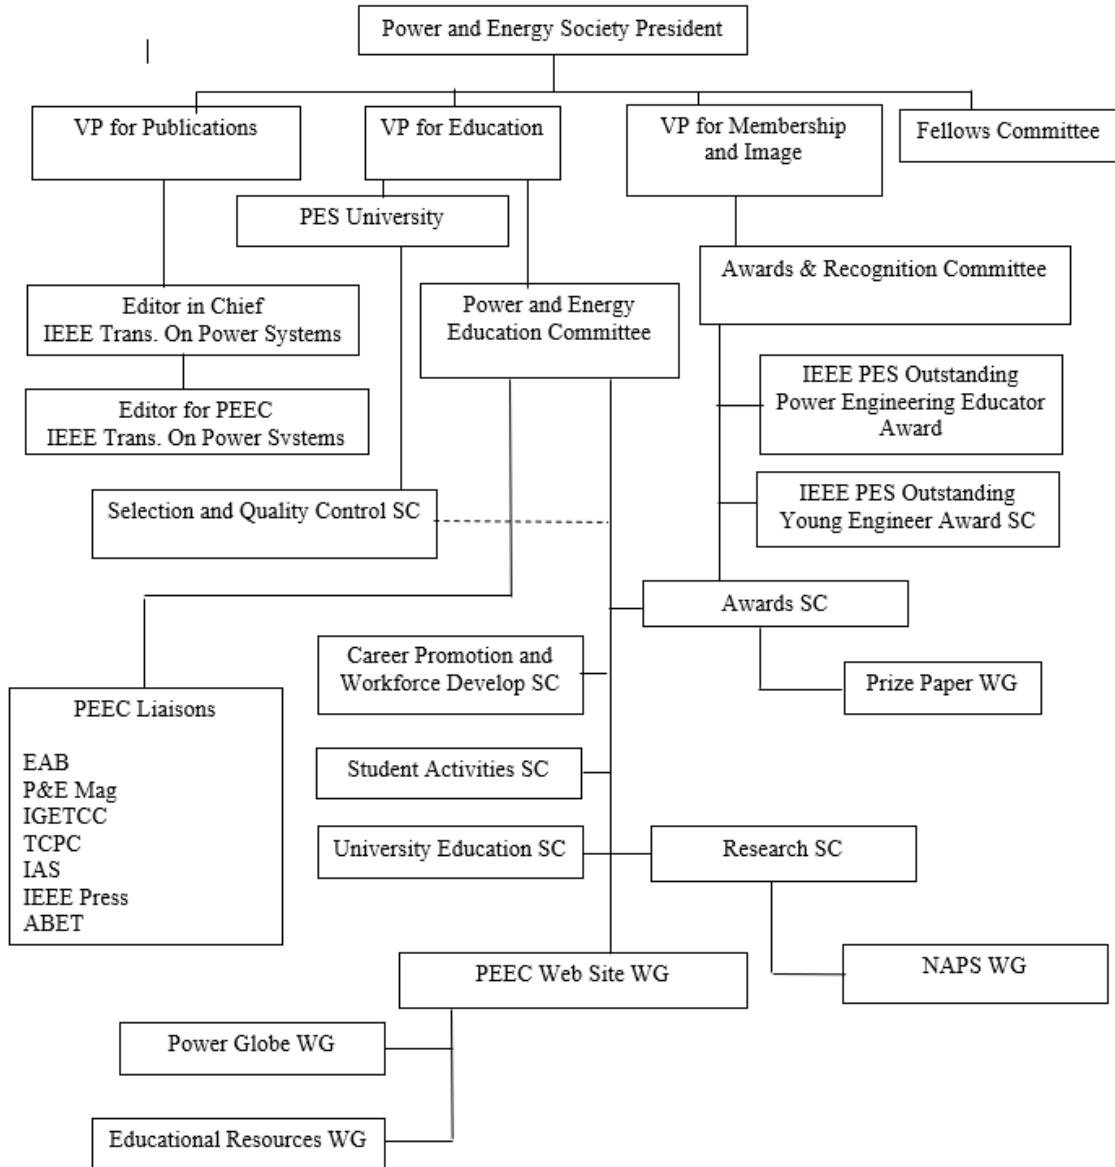 Power and Energy Society President
VP for Publications
VP for Education
VP for Membership
and Image
Fellows Committee
PES University
Awards & Recognition Committee
Editor in Chief
IEEE Trans. On Power Systems
Power and Energy
Education Committee
IEEE PES Outstanding
Power Engineering Educator
Award
Editor for PEEC
IEEE Trans. On Power Systems
Selection and Quality Control SC
IEEE PES Outstanding
Young Engineer Award SC
Awards SC
Career Promotion and
Workforce Develop SC
Prize Paper WG
PEEC Liaisons
EAB
P&E Mag
IGETCC
TCPC
IAS
IEEE Press
ABET
Student Activities SC
University Education SC
Research SC
PEEC Web Site WG
NAPS WG
Power Globe WG
Educational Resources WG